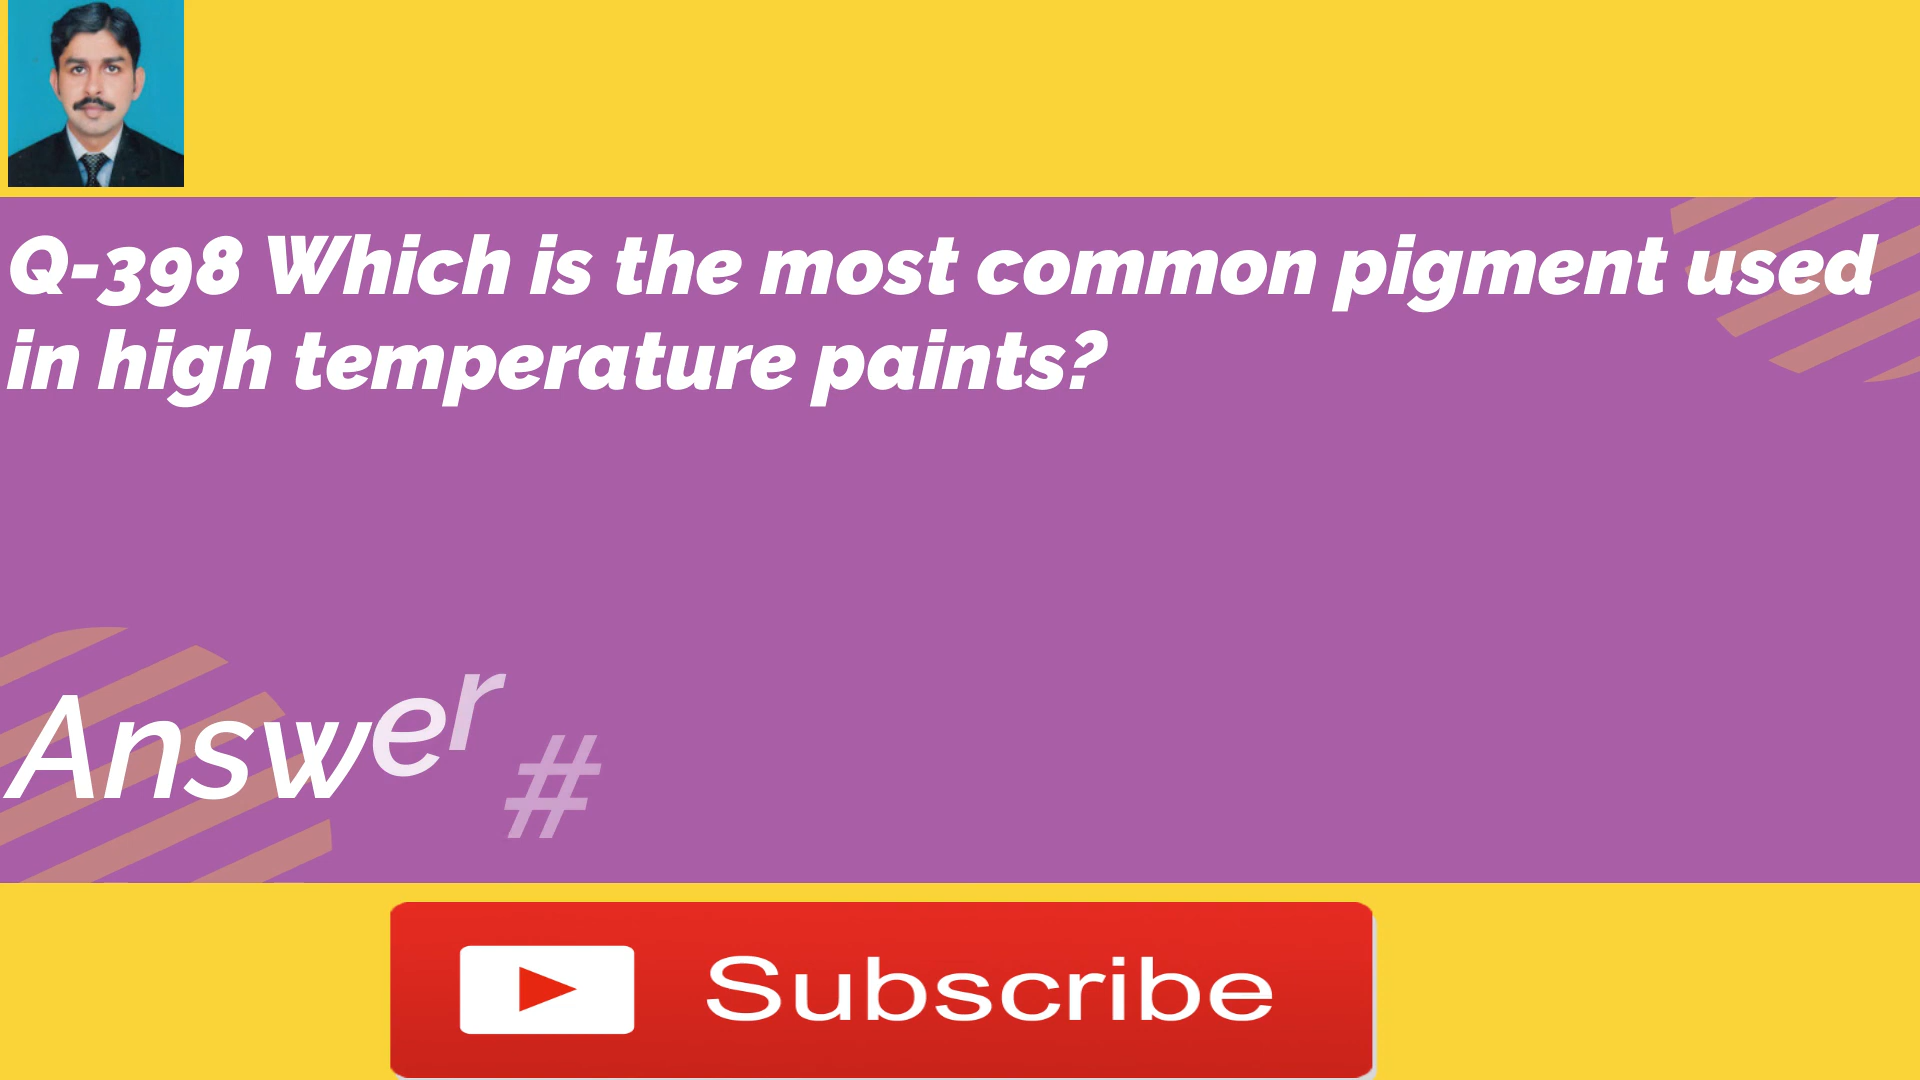 Q-398 Which is the most common pigment used
in high temperature paints?
Answer #
Subscribe